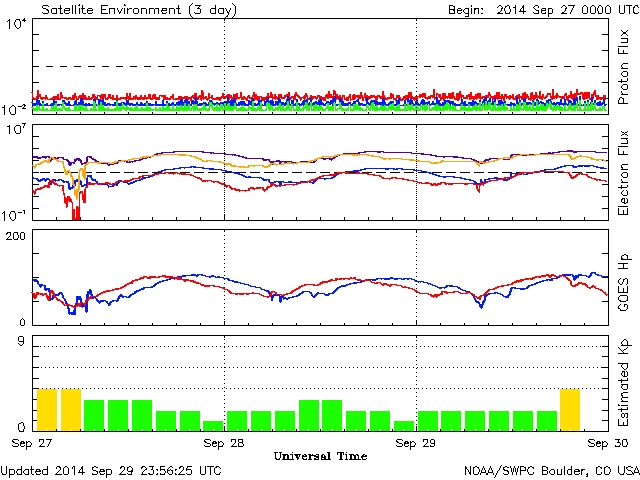 Satellite Environment (3 day)
Begin: 2014 Sep 27 0000 UTC
10⁴
10⁻²
Proton Flux
10⁷
10⁻¹
Electron Flux
200
0
GOES Hp
9
0
Estimated Kp
Sep 27 Sep 28 Sep 29 Sep 30
Universal Time
Updated 2014 Sep 29 23:56:25 UTC
NOAA/SWPC Boulder, CO USA